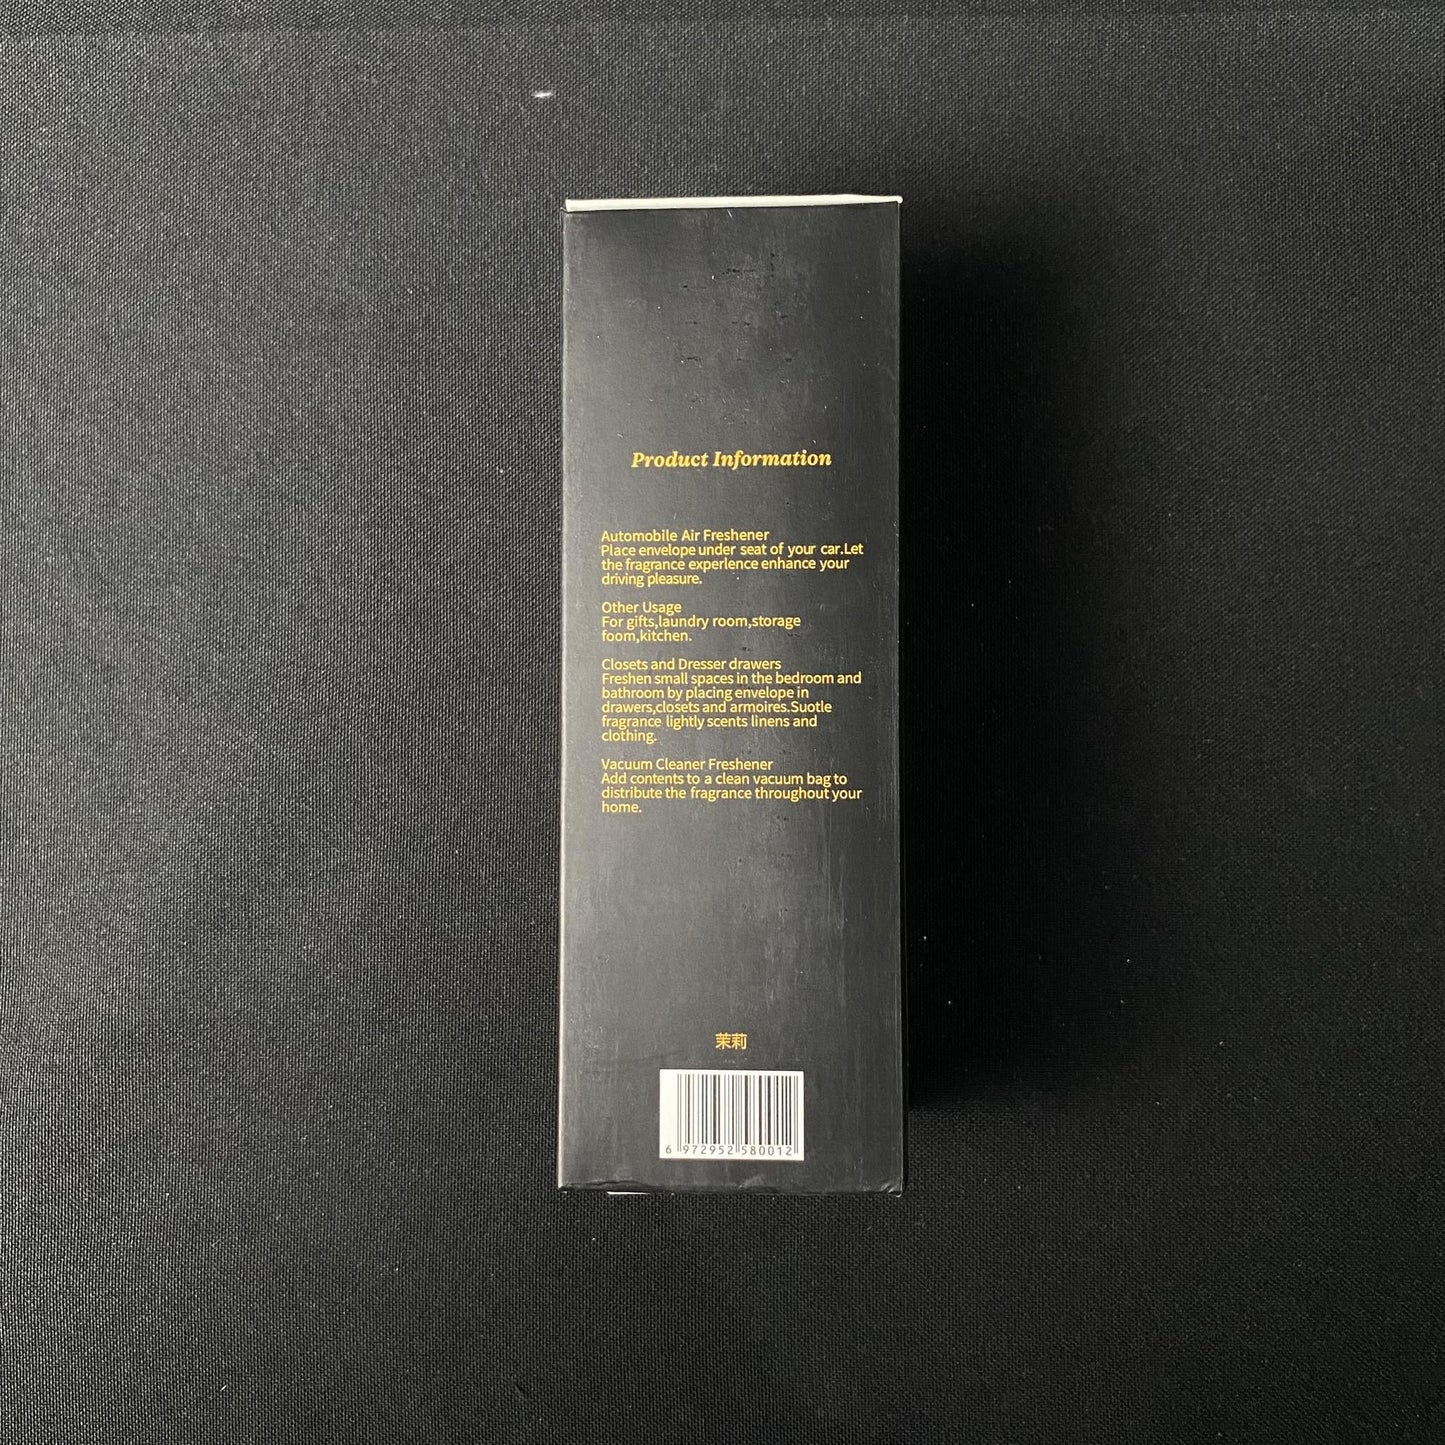 Product Information
Automobile Air Freshener
Place envelope under seat of your car.Let
the fragrance experlence enhance your
driving pleasure.
Other Usage
For gifts,laundry room,storage
foom,kitchen.
Closets and Dresser drawers
Freshen small spaces in the bedroom and
bathroom by placing envelope in
drawers,closets and armoires.Suotle
fragrance lightly scents linens and
clothing.
Vacuum Cleaner Freshener
Add contents to a clean vacuum bag to
distribute the fragrance throughout your
home.
茉莉
6 972952 580012